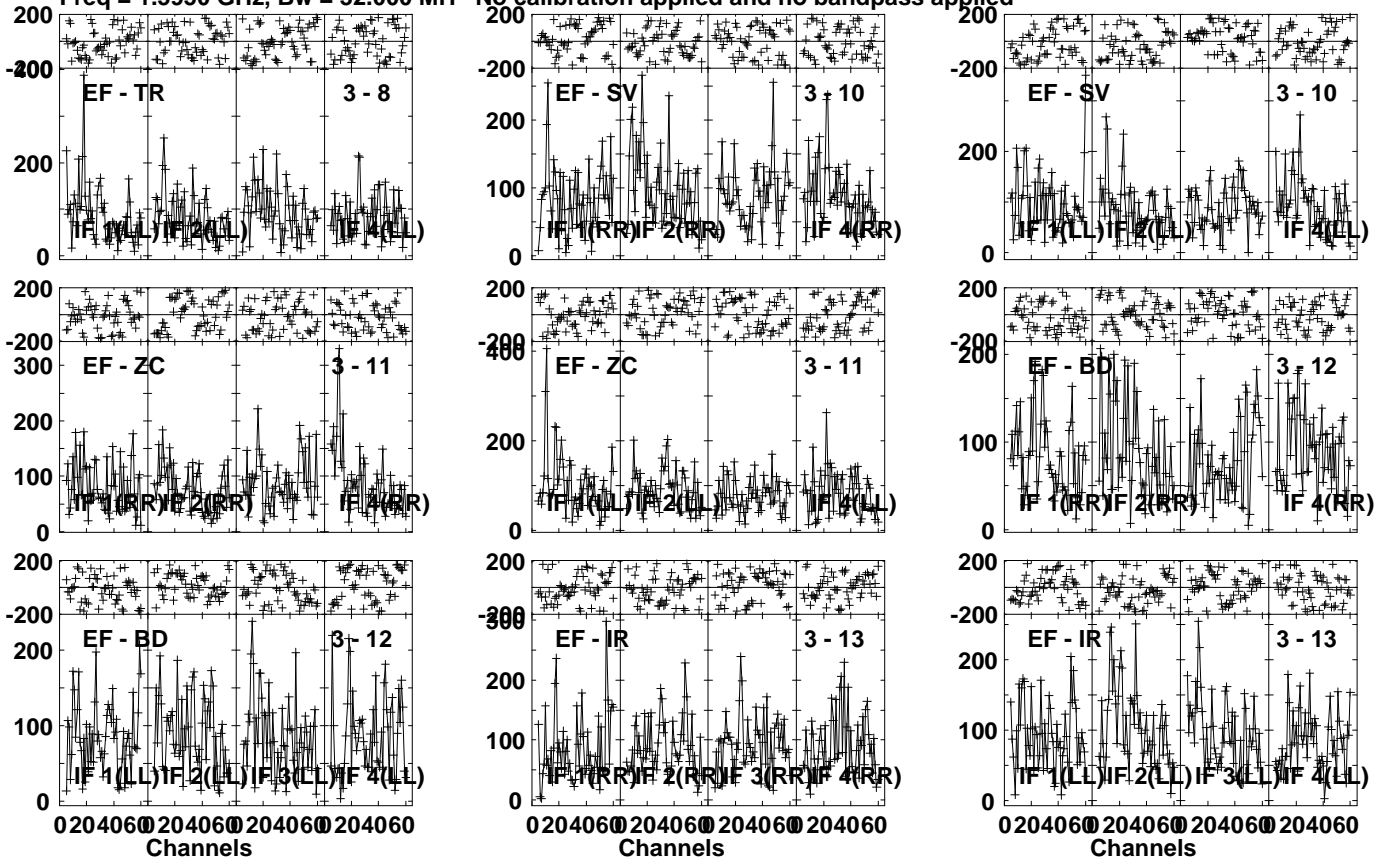 Freq = 1.5956 GHz, Bw = 32.000 MH No calibration applied and no bandpass applied
200
-200
400
200
0
EF - TR 3 - 8
IF 1(LL) IF 2(LL) IF 4(LL)
200
-200
200
100
0
EF - SV 3 - 10
IF 1(RR) IF 2(RR) IF 4(RR)
200
-200
200
0
EF - SV 3 - 10
IF 1(LL) IF 2(LL) IF 4(LL)
200
-200
300
200
100
0
EF - ZC 3 - 11
IF 1(RR) IF 2(RR) IF 4(RR)
200
-200
400
200
0
EF - ZC 3 - 11
IF 1(LL) IF 2(LL) IF 4(LL)
200
-200
200
100
0
EF - BD 3 - 12
IF 1(RR) IF 2(RR) IF 4(RR)
200
-200
200
100
0
EF - BD 3 - 12
IF 1(LL) IF 2(LL) IF 3(LL) IF 4(LL)
0 20 40 60 0 20 40 60 0 20 40 60 0 20 40 60
Channels
200
-200
300
200
100
0
EF - IR 3 - 13
IF 1(RR) IF 2(RR) IF 3(RR) IF 4(RR)
0 20 40 60 0 20 40 60 0 20 40 60 0 20 40 60
Channels
200
-200
200
100
0
EF - IR 3 - 13
IF 1(LL) IF 2(LL) IF 3(LL) IF 4(LL)
0 20 40 60 0 20 40 60 0 20 40 60 0 20 40 60
Channels